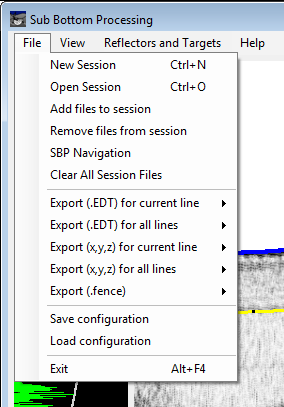 Sub Bottom Processing
File View Reflectors and Targets Help
New Session Ctrl+N
Open Session Ctrl+O
Add files to session
Remove files from session
SBP Navigation
Clear All Session Files
Export (.EDT) for current line
Export (.EDT) for all lines
Export (x,y,z) for current line
Export (x,y,z) for all lines
Export (.fence)
Save configuration
Load configuration
Exit Alt+F4